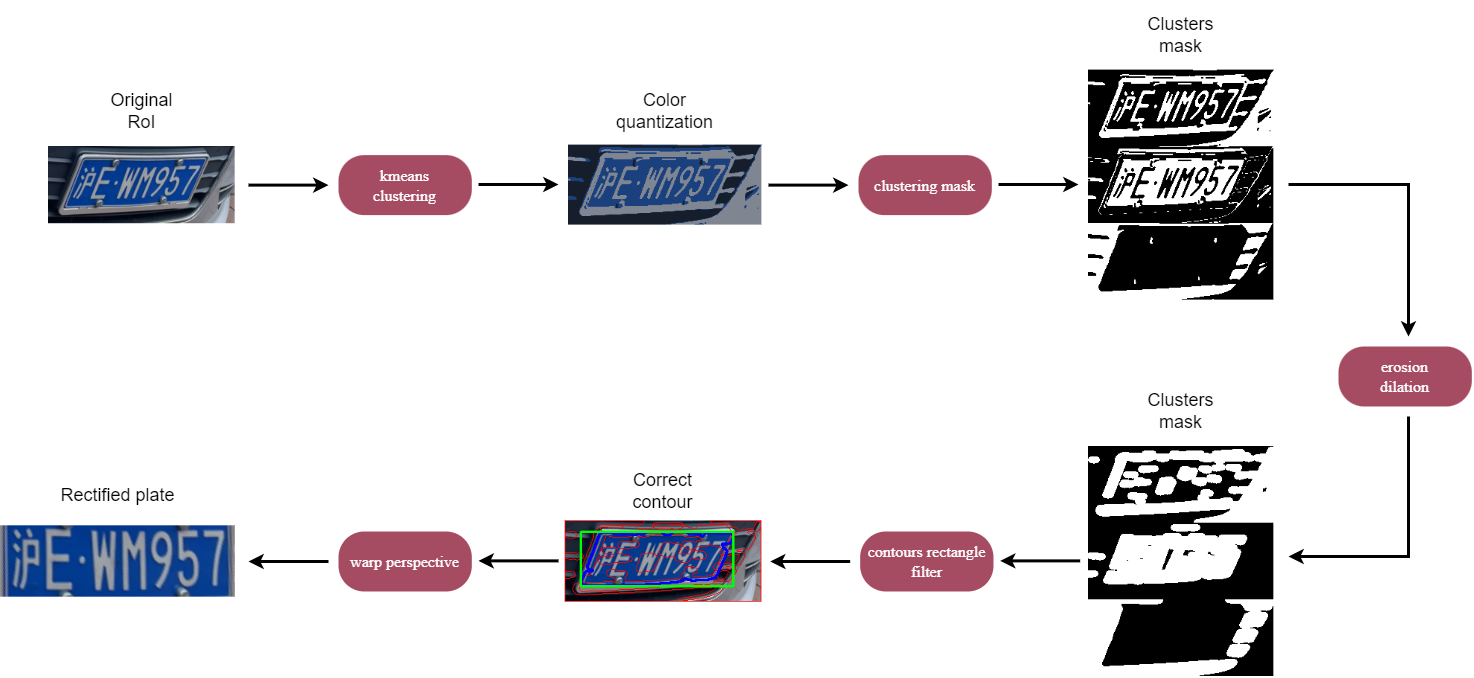 Original
RoI
沪E·WM957
kmeans
clustering
Color
quantization
沪E·WM957
clustering mask
Clusters
mask
沪E·WM957
沪E·WM957
erosion
dilation
Clusters
mask
contours rectangle
filter
Correct
contour
沪E·WM957
warp perspective
Rectified plate
沪E·WM957